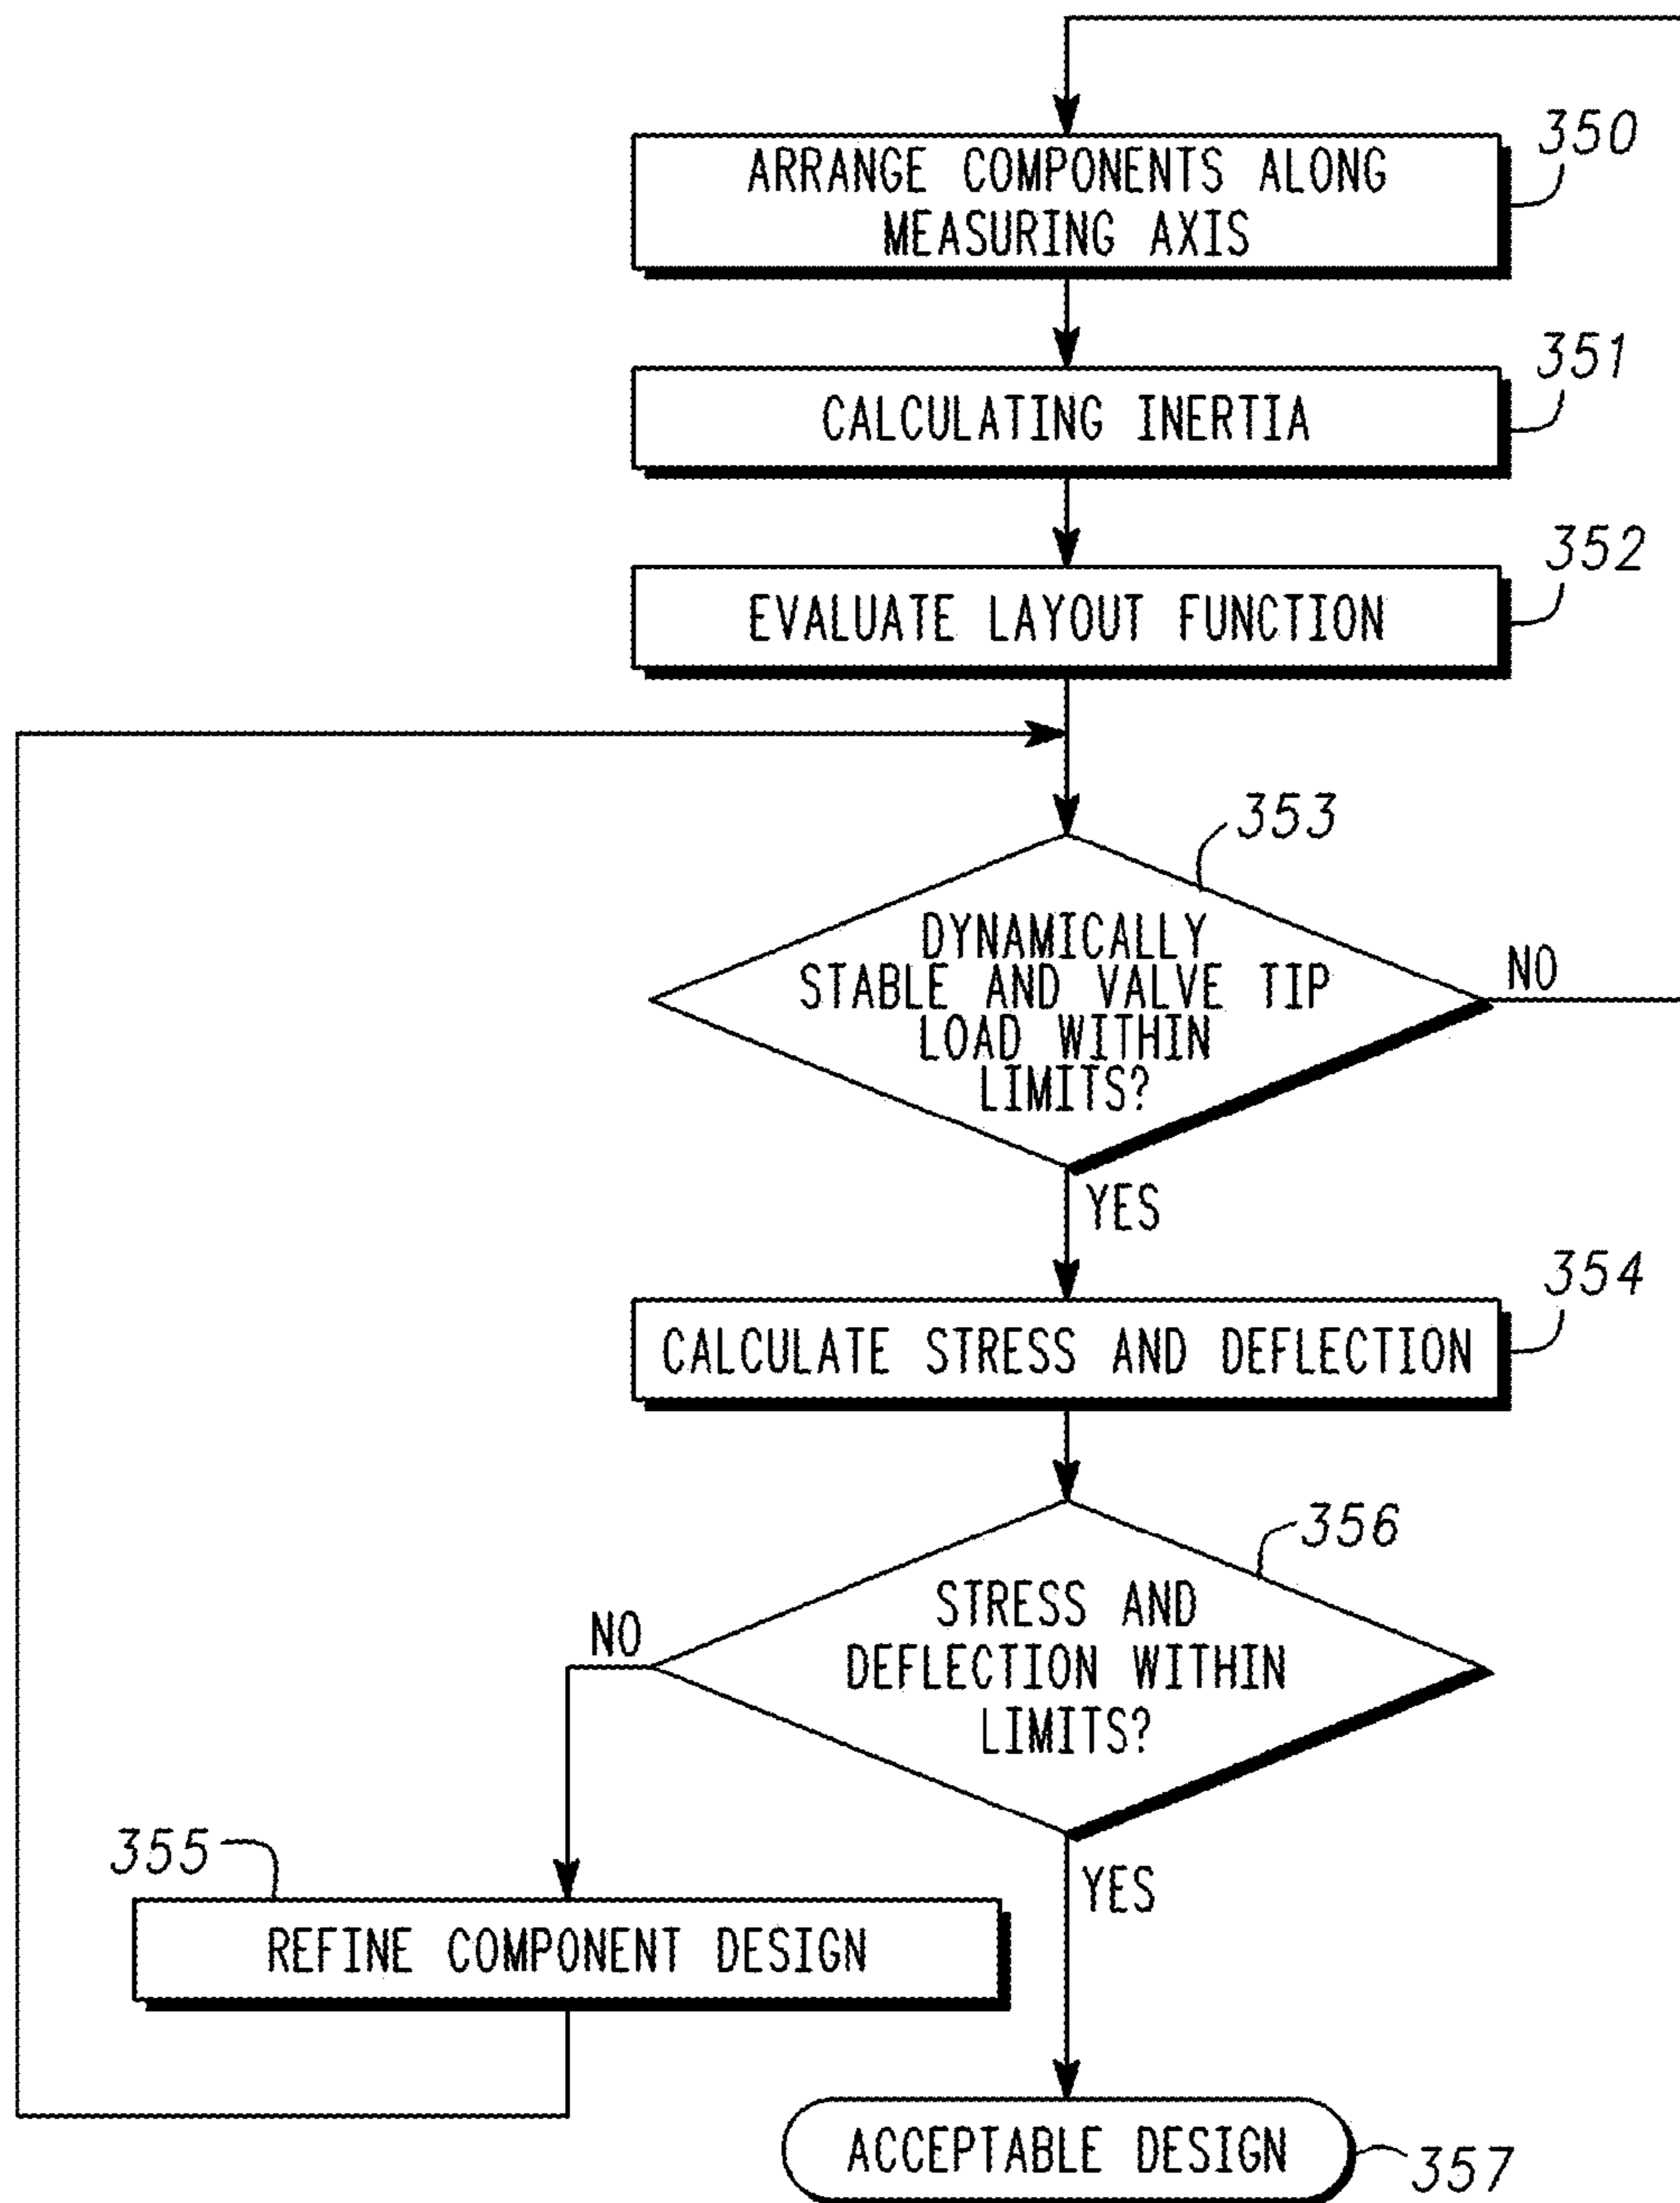 350
ARRANGE COMPONENTS ALONG
MEASURING AXIS
351
CALCULATING INERTIA
352
EVALUATE LAYOUT FUNCTION
353
DYNAMICALLY
STABLE AND VALVE TIP
LOAD WITHIN
LIMITS?
NO
YES
354
CALCULATE STRESS AND DEFLECTION
356
STRESS AND
DEFLECTION WITHIN
LIMITS?
NO
355
YES
REFINE COMPONENT DESIGN
ACCEPTABLE DESIGN
357